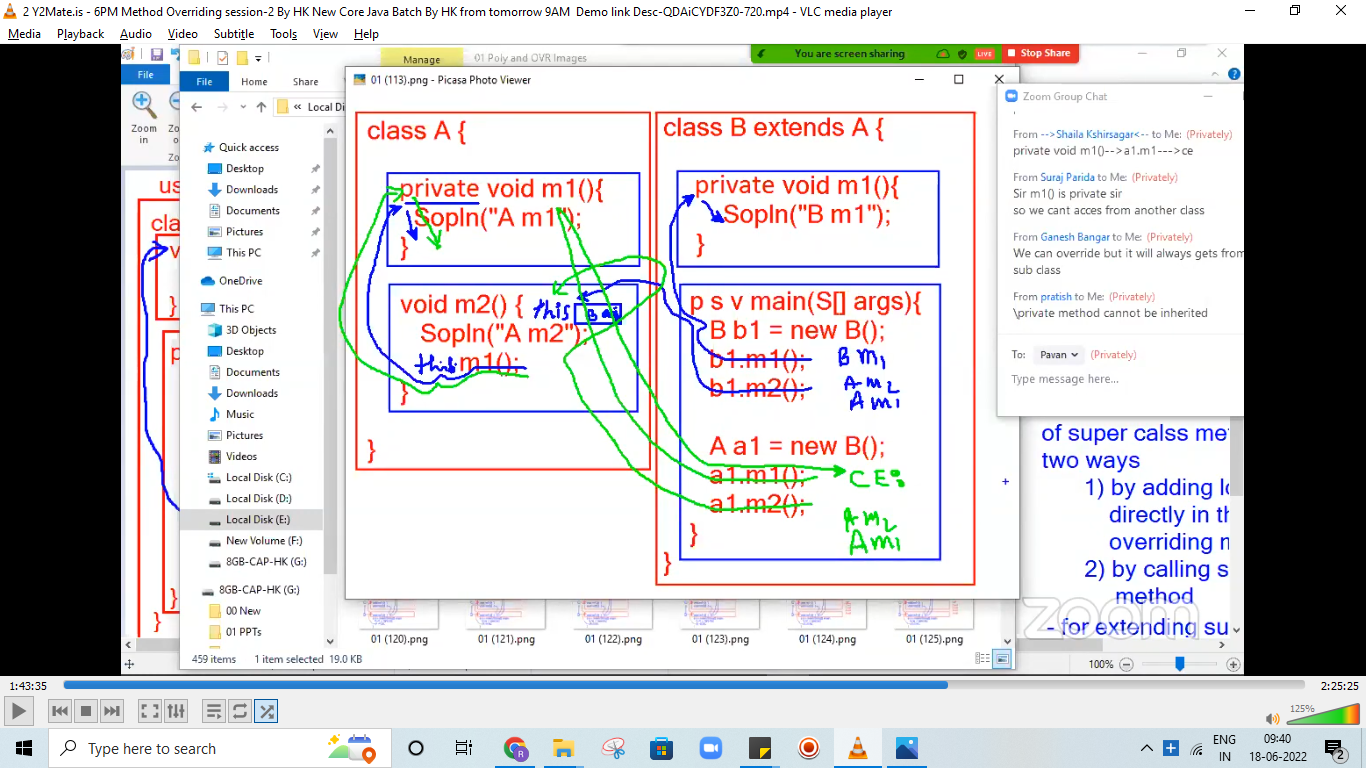 2 Y2Mate.is - 6PM Method Overriding session-2 By HK New Core Java Batch By HK from tomorrow 9AM  Demo link Desc-QDAiCYDF3Z0-720.mp4 - VLC media player
Media Playback Audio Video Subtitle Tools View Help
Manage 01 Poly and OVR Images
You are screen sharing LIVE Stop Share
File
File Home Share
Zoom in
Local Di
01 (113).png - Picasa Photo Viewer
Quick access
Desktop
Downloads
Documents
Pictures
This PC
OneDrive
This PC
3D Objects
Desktop
Documents
Downloads
Music
Pictures
Videos
Local Disk (C:)
Local Disk (D:)
Local Disk (E:)
New Volume (F:)
8GB-CAP-HK (G:)
8GB-CAP-HK (G:)
00 New
01 PPTs
459 items 1 item selected 19.0 KB
class A {
private void m1(){
Sopln("A m1");
}
void m2() { this
Sopln("A m2");
this. m1();
}
}
class B extends A {
private void m1(){
Sopln("B m1");
}
p s v main(S[] args){
B b1 = new B();
b1.m1(); B m1
b1.m2(); A m2
A m1
A a1 = new B();
a1.m1(); CE:
a1.m2();
A m2
A m1
}
}
Zoom Group Chat
From -->Shaila Kshirsagar<-- to Me: (Privately)
private void m1()-->a1.m1--->ce
From Suraj Parida to Me: (Privately)
Sir m1() is private sir
so we cant acces from another class
From Ganesh Bangar to Me: (Privately)
We can override but it will always gets from
sub class
From pratish to Me: (Privately)
\private method cannot be inherited
To: Pavan (Privately)
Type message here...
of super calss met
two ways
1) by adding lo
directly in th
overriding m
2) by calling s
method
- for extending su
zoom
01 (120).png 01 (121).png 01 (122).png 01 (123).png 01 (124).png 01 (125).png
100%
1:43:35 2:25:25
125%
Type here to search
ENG
IN
09:40
18-06-2022
2